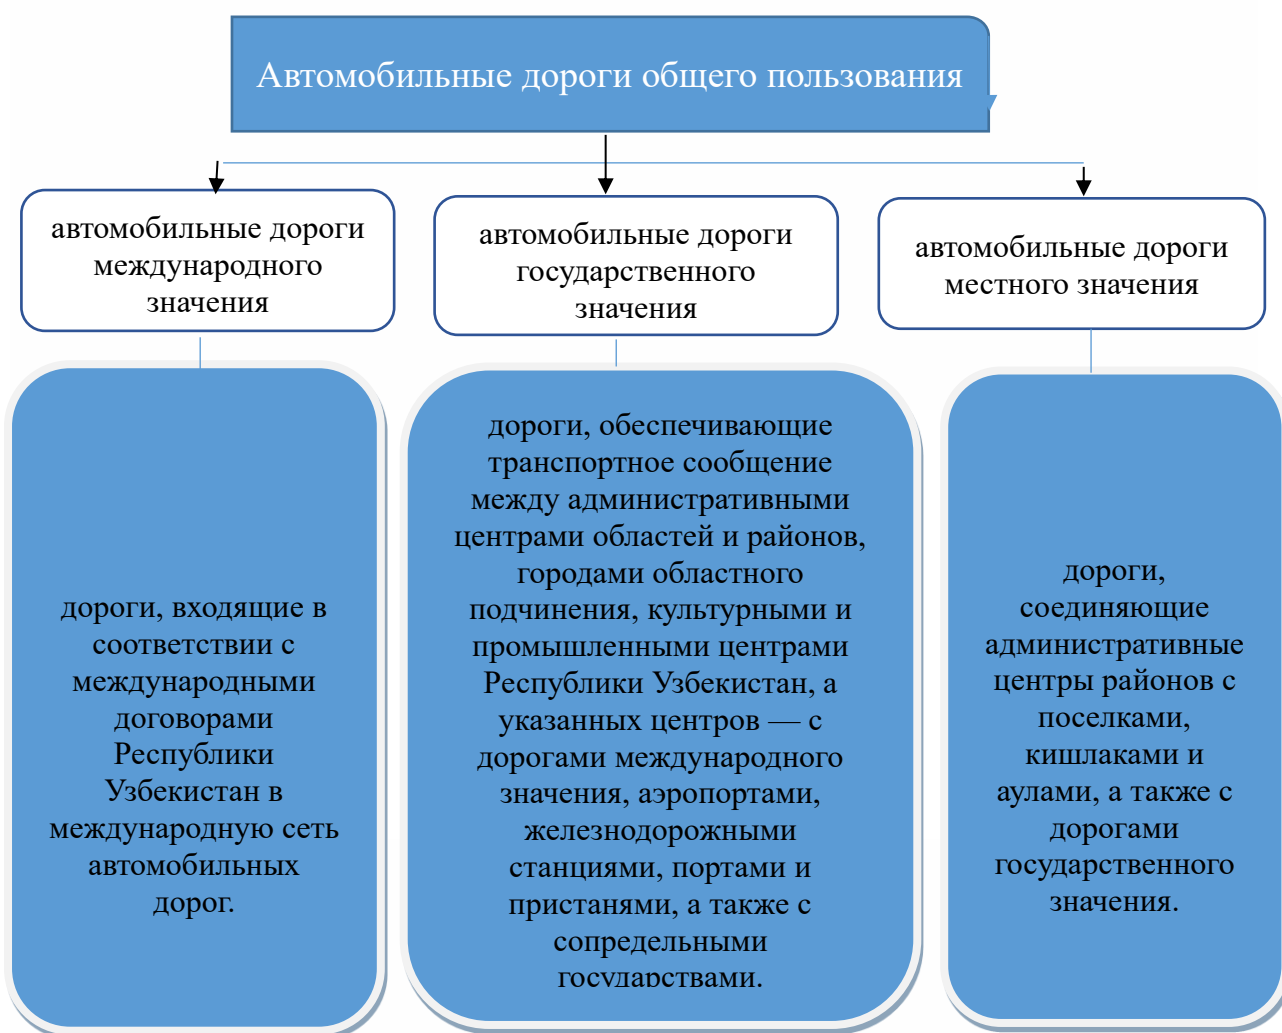 Автомобильные дороги общего пользования
автомобильные дороги
международного
значения
автомобильные дороги
государственного
значения
автомобильные дороги
местного значения
дороги, входящие в
соответствии с
международными
договорами
Республики
Узбекистан в
международную сеть
автомобильных
дорог.
дороги, обеспечивающие
транспортное сообщение
между административными
центрами областей и районов,
городами областного
подчинения, культурными и
промышленными центрами
Республики Узбекистан, а
указанных центров — с
дорогами международного
значения, аэропортами,
железнодорожными
станциями, портами и
пристанями, а также с
сопредельными
государствами.
дороги,
соединяющие
административные
центры районов с
поселками,
кишлаками и
аулами, а также с
дорогами
государственного
значения.